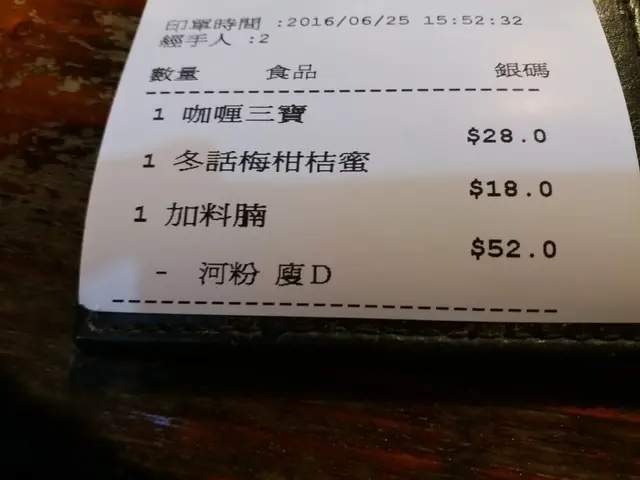 印單時間 :2016/06/25 15:52:32
經手人 :2
數量 食品 銀碼
1 咖喱三寶
$28.0
1 冬話梅柑桔蜜
$18.0
1 加料腩
$52.0
- 河粉 廋D